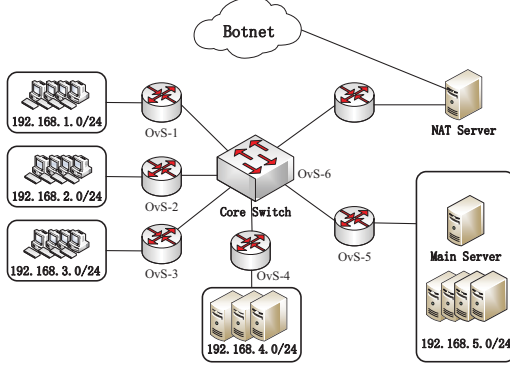 Botnet
192.168.1.0/24
OvS-1
NAT Server
192.168.2.0/24
OvS-2
OvS-6
Core Switch
192.168.3.0/24
OvS-3
OvS-4
OvS-5
Main Server
192.168.4.0/24
192.168.5.0/24